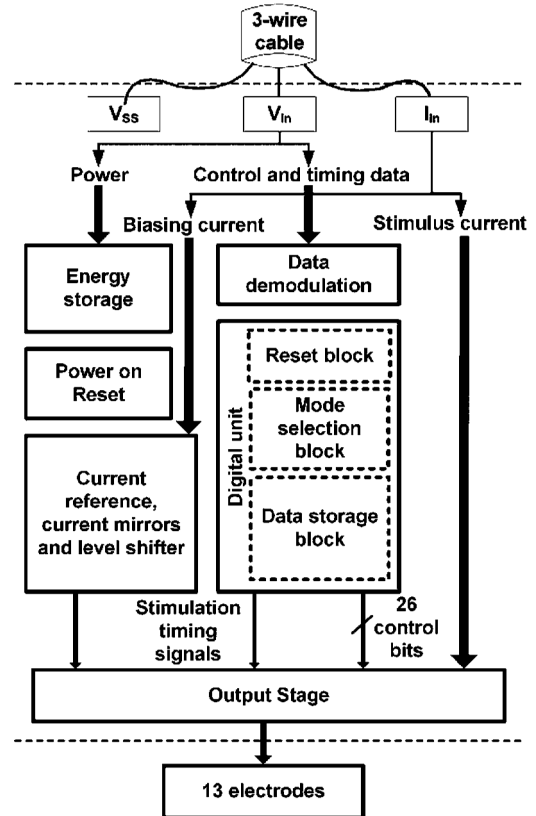 3-wire
cable
VSS
Vin
Iin
Power
Control and timing data
Biasing current
Stimulus current
Energy
storage
Data
demodulation
Power on
Reset
Digital unit
Reset block
Mode
selection
block
Data storage
block
Current
reference,
current mirrors
and level shifter
Stimulation
timing
signals
26
control
bits
Output Stage
13 electrodes